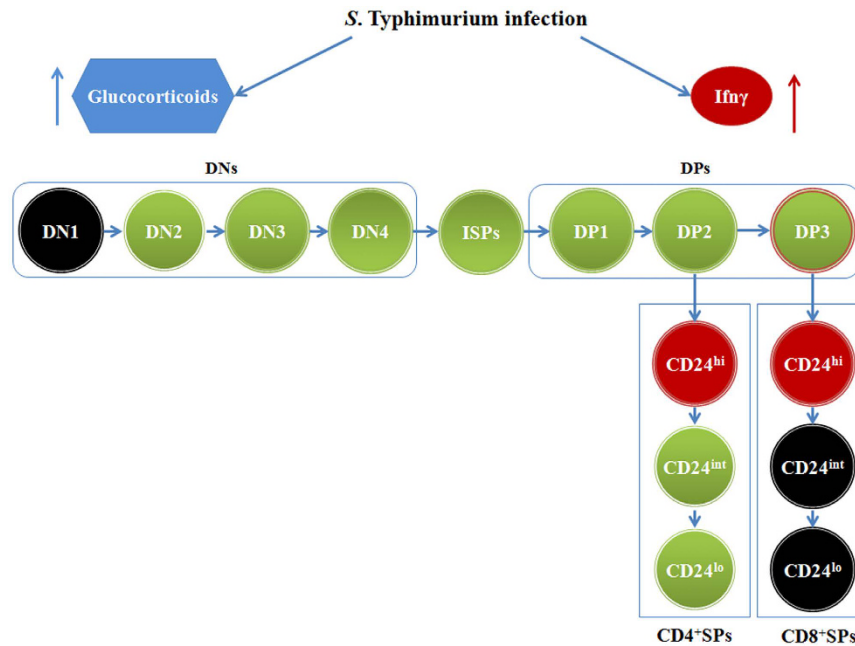 S. Typhimurium infection
Glucocorticoids
Ifnγ
DNs
DPs
DN1
DN2
DN3
DN4
ISPs
DP1
DP2
DP3
CD24hi
CD24hi
CD24int
CD24int
CD24lo
CD24lo
CD4+SPs
CD8+SPs